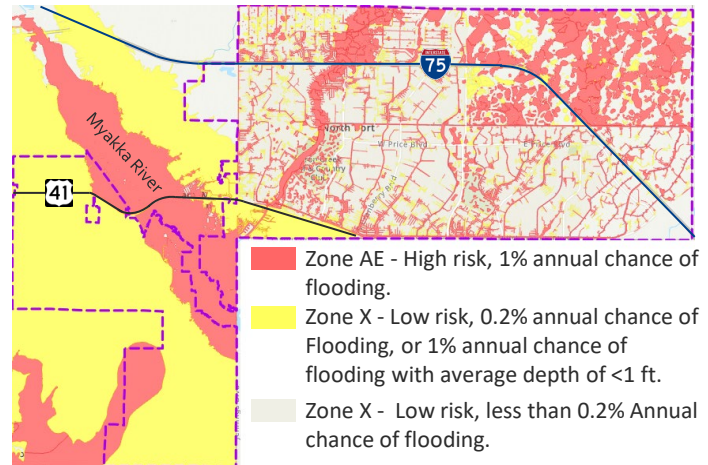 INTERSTATE
75
North Port
W Price Blvd
E Price Blvd
Myakka River
41
Zone AE - High risk, 1% annual chance of
flooding.
Zone X - Low risk, 0.2% annual chance of
Flooding, or 1% annual chance of
flooding with average depth of <1 ft.
Zone X -  Low risk, less than 0.2% Annual
chance of flooding.